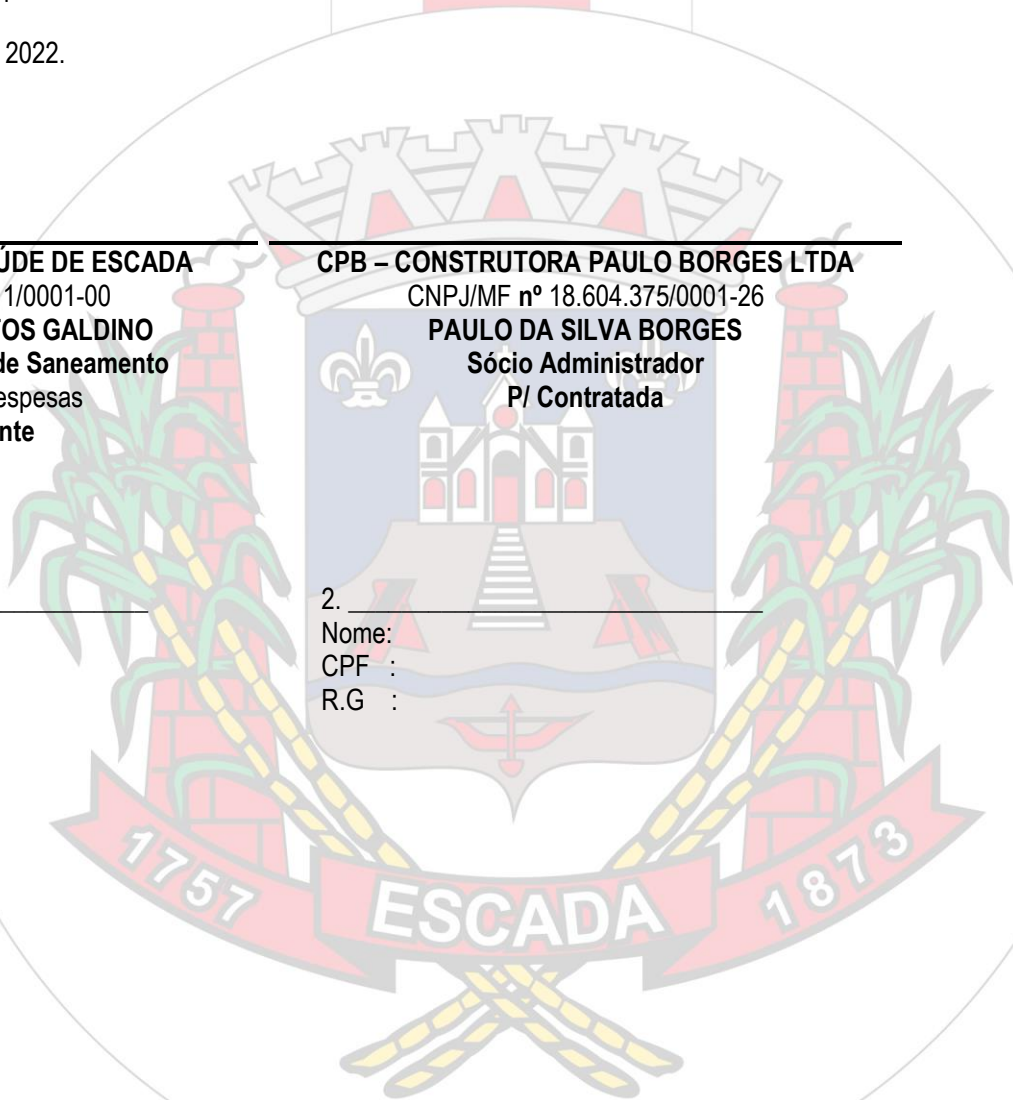 2022.
ÚDE DE ESCADA
1/0001-00
TOS GALDINO
de Saneamento
espesas
nte
CPB – CONSTRUTORA PAULO BORGES LTDA
CNPJ/MF nº 18.604.375/0001-26
PAULO DA SILVA BORGES
Sócio Administrador
P/ Contratada
2. ____________________________________
Nome:
CPF :
R.G :
1757
ESCADA
1873